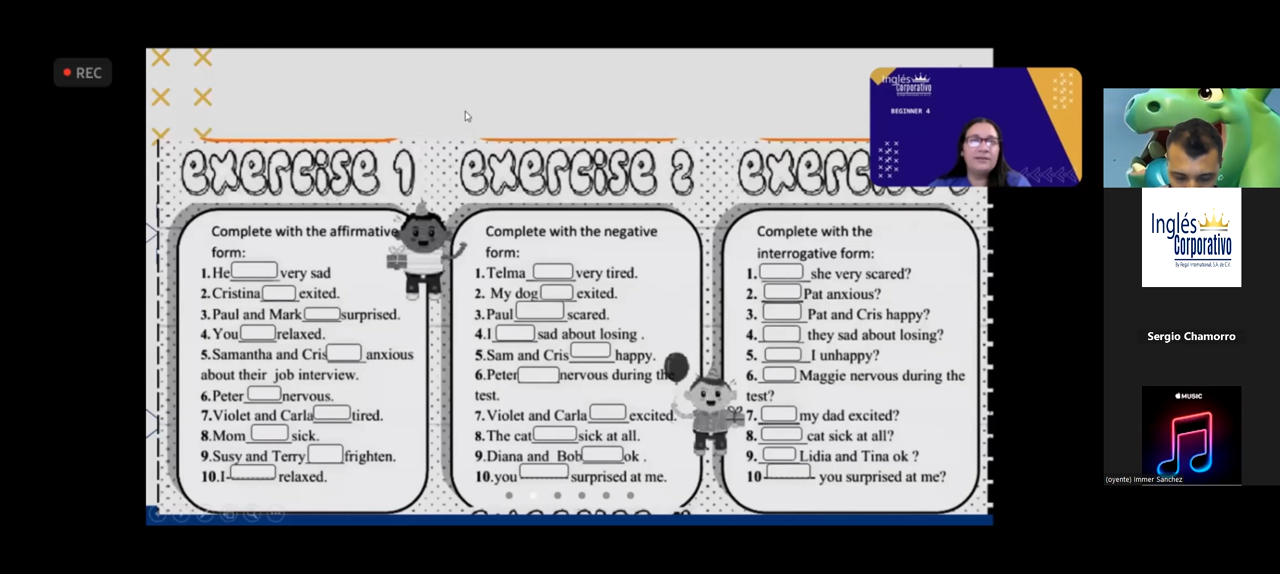 REC
exercise 1
Complete with the affirmative
form:
1.He very sad
2.Cristina exited.
3.Paul and Mark surprised.
4.You relaxed.
5.Samantha and Cris anxious
about their job interview.
6.Peter nervous.
7.Violet and Carla tired.
8.Mom sick.
9.Susy and Terry frighten.
10.I relaxed.
exercise 2
Complete with the negative
form:
1.Telma very tired.
2. My dog exited.
3.Paul scared.
4.I sad about losing .
5.Sam and Cris happy.
6.Peter nervous during the
test.
7.Violet and Carla excited.
8.The cat sick at all.
9.Diana and Bob ok .
10.you surprised at me.
Complete with the
interrogative form:
1. she very scared?
2. Pat anxious?
3. Pat and Cris happy?
4. they sad about losing?
5. I unhappy?
6. Maggie nervous during the
test?
7. my dad excited?
8. cat sick at all?
9. Lidia and Tina ok ?
10 you surprised at me?
Inglés
Corporativo
BEGINNER 4
Inglés
Corporativo
By Regal International, S.A. de C.V.
Sergio Chamorro
MUSIC
(oyente) Immer Sanchez